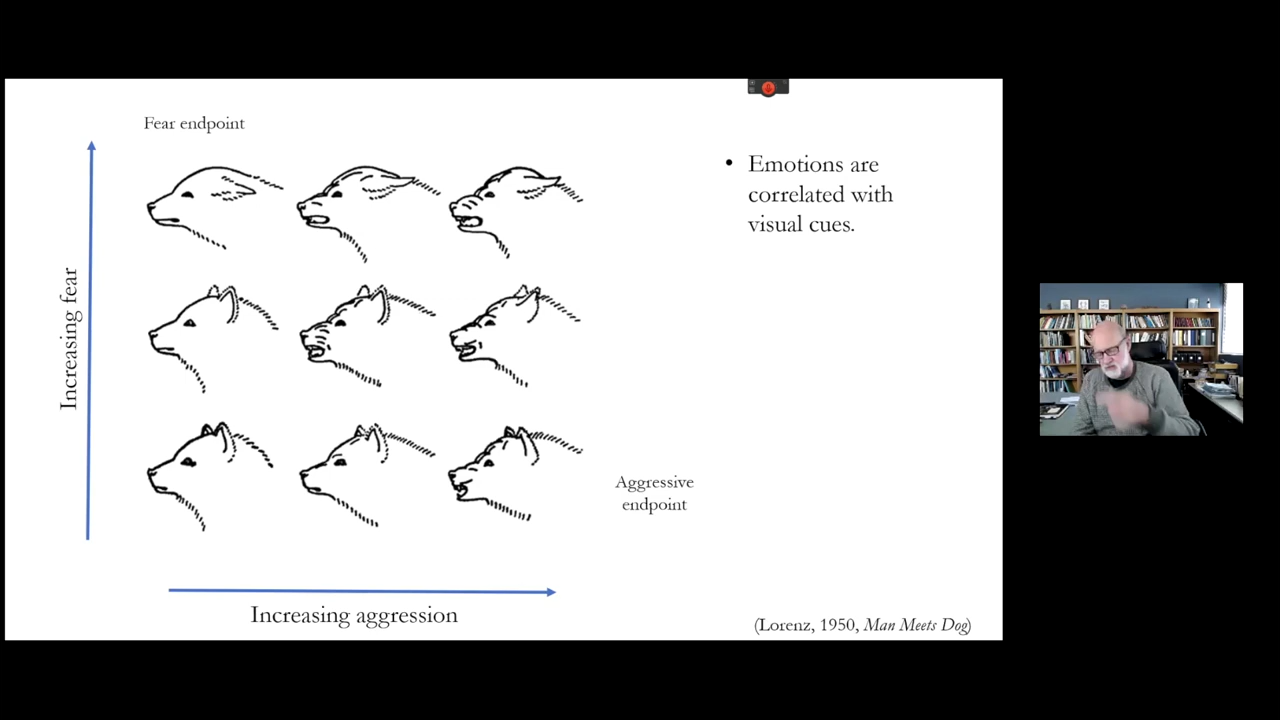 Fear endpoint
• Emotions are
correlated with
visual cues.
Increasing fear
Aggressive
endpoint
Increasing aggression
(Lorenz, 1950, Man Meets Dog)